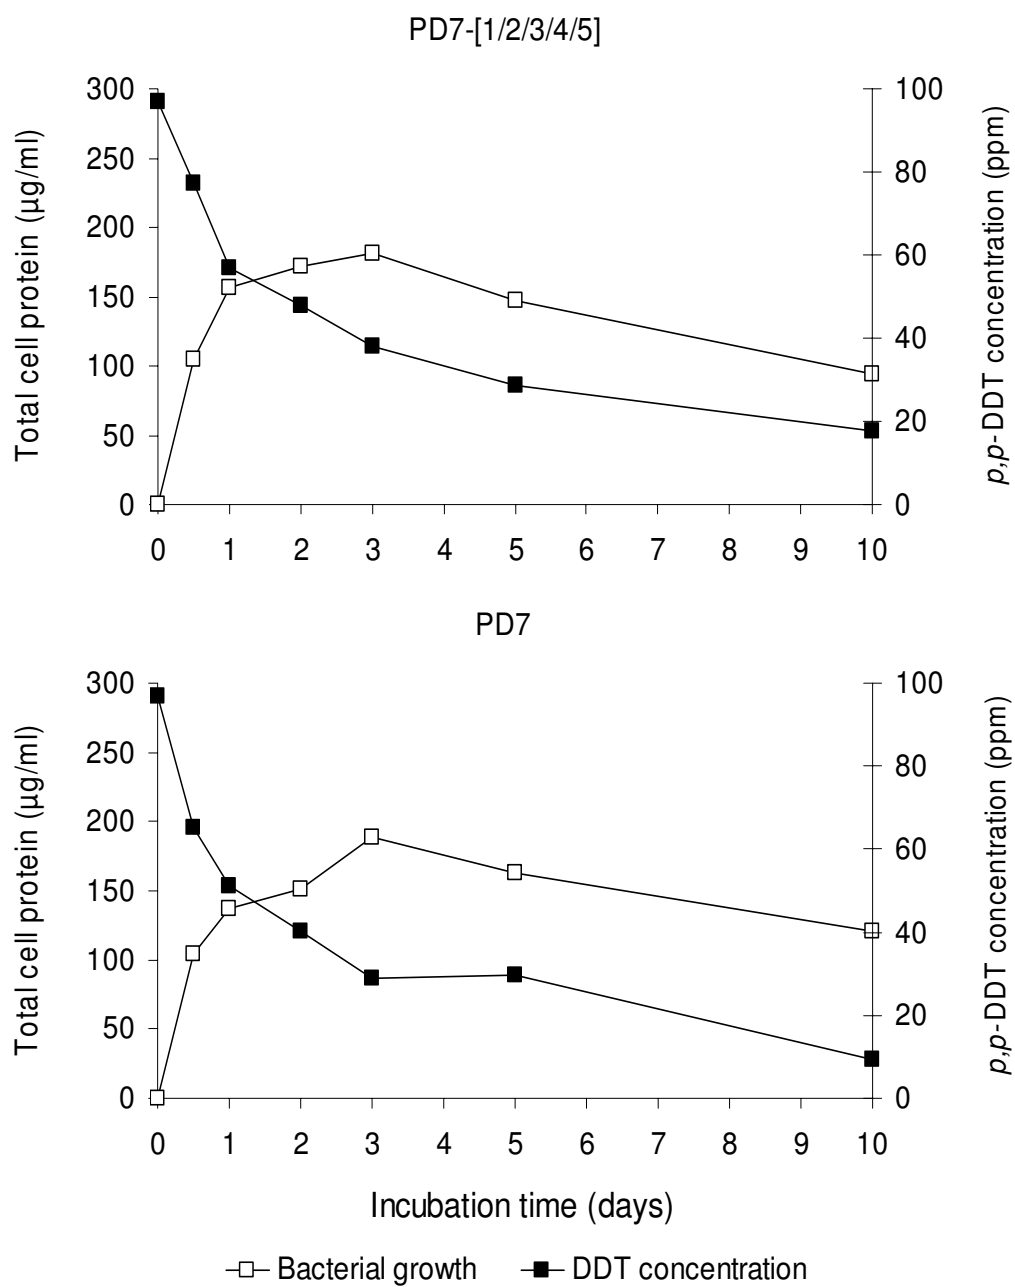 PD7-[1/2/3/4/5]
Total cell protein (µg/ml)
300
250
200
150
100
50
0
100
80
60
40
20
0
p,p-DDT concentration (ppm)
0 1 2 3 4 5 6 7 8 9 10
PD7
Total cell protein (µg/ml)
300
250
200
150
100
50
0
100
80
60
40
20
0
p,p-DDT concentration (ppm)
0 1 2 3 5 6 7 8 9 10
Incubation time (days)
Bacterial growth DDT concentration